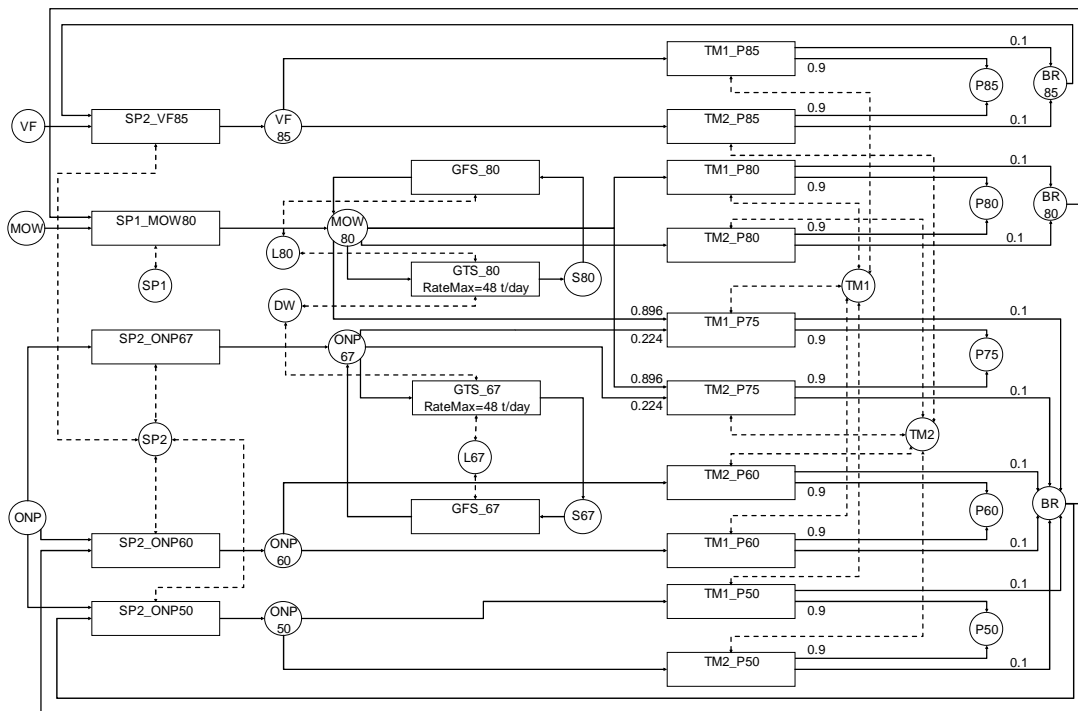 0.1
TM1_P85
0.9
P85
BR
85
VF
SP2_VF85
VF
85
TM2_P85
0.9
0.1
GFS_80
TM1_P80
0.1
0.9
P80
BR
80
MOW
SP1_MOW80
MOW
80
TM2_P80
0.9
0.1
L80
GTS_80
RateMax=48 t/day
S80
SP1
TM1
DW
0.896
0.224
TM1_P75
0.1
0.9
P75
SP2_ONP67
ONP
67
0.896
0.224
TM2_P75
0.9
0.1
GTS_67
RateMax=48 t/day
SP2
TM2
L67
TM2_P60
0.1
0.9
P60
BR
GFS_67
S67
ONP
SP2_ONP60
ONP
60
TM1_P60
0.9
0.1
SP2_ONP50
ONP
50
TM1_P50
0.1
0.9
P50
TM2_P50
0.9
0.1